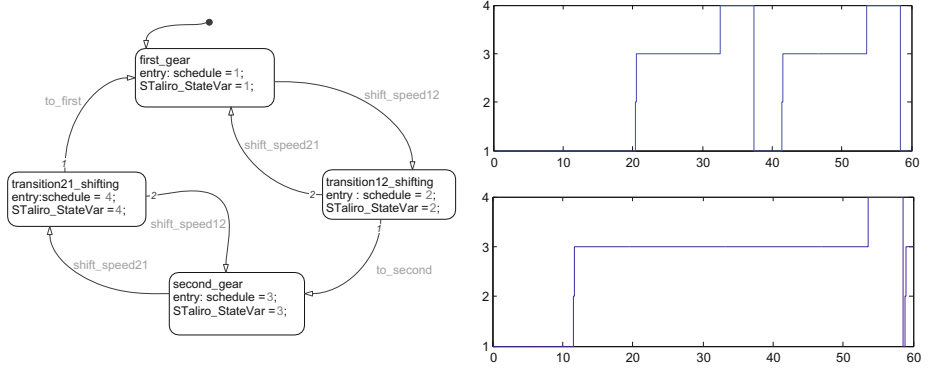 first_gear
entry: schedule =1;
STaliro_StateVar =1;
to_first
shift_speed12
shift_speed21
1
transition21_shifting
entry:schedule = 4;
STaliro_StateVar =4;
2
shift_speed12
2
transition12_shifting
entry : schedule = 2;
STaliro_StateVar =2;
1
shift_speed21
to_second
second_gear
entry: schedule =3;
STaliro_StateVar =3;
4
3
2
1
0 10 20 30 40 50 60
4
3
2
1
0 10 20 30 40 50 60